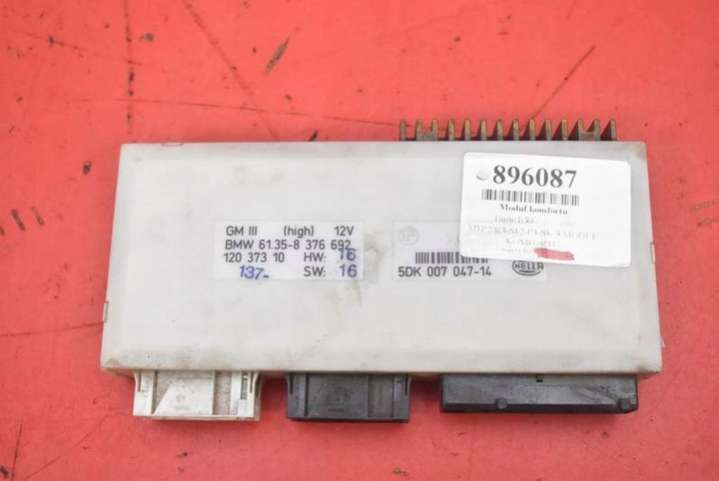 896087
Moduł komfortu
GM III (high) 12V
BMW 61.35-8 376 692
120 373 10 HW: 16
137- SW: 16
5DK 007 047-14
HELLA